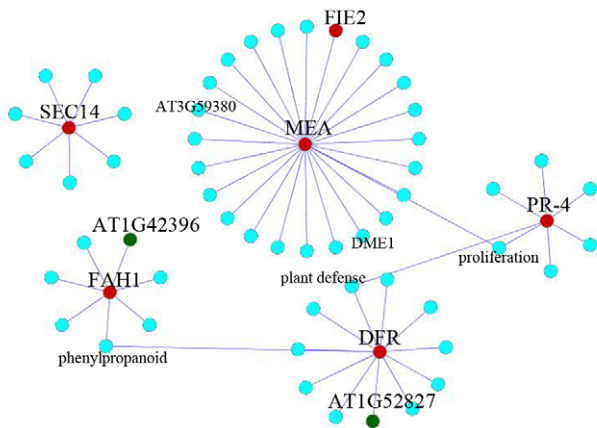 FIE2
SEC14
AT3G59380
MEA
PR-4
AT1G42396
DME1
proliferation
plant defense
FAH1
DFR
phenylpropanoid
AT1G52827